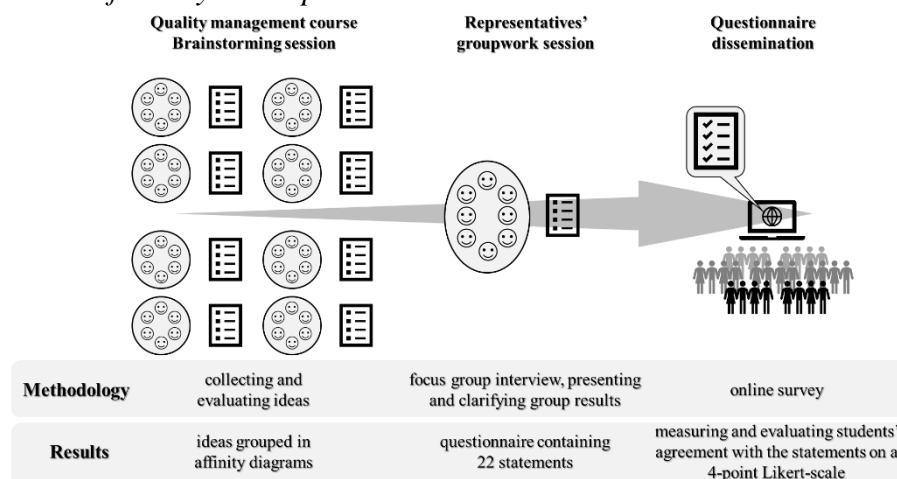 Quality management course
Brainstorming session
Representatives’
groupwork session
Questionnaire
dissemination
Methodology
collecting and
evaluating ideas
focus group interview, presenting
and clarifying group results
online survey
Results
ideas grouped in
affinity diagrams
questionnaire containing
22 statements
measuring and evaluating students’
agreement with the statements on a
4-point Likert-scale